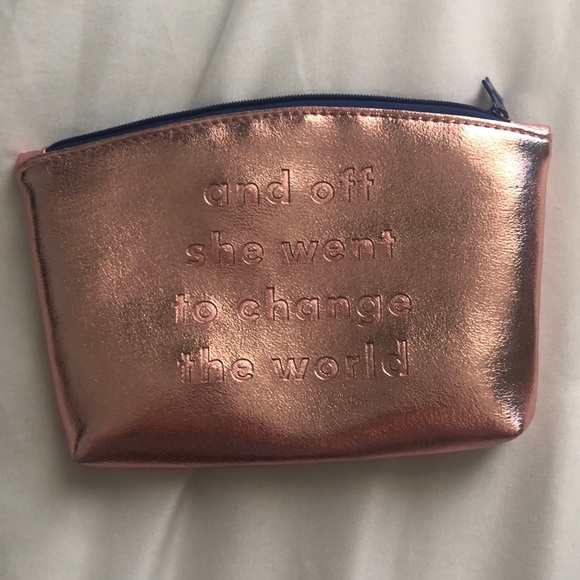 and off
she went
to change
the world